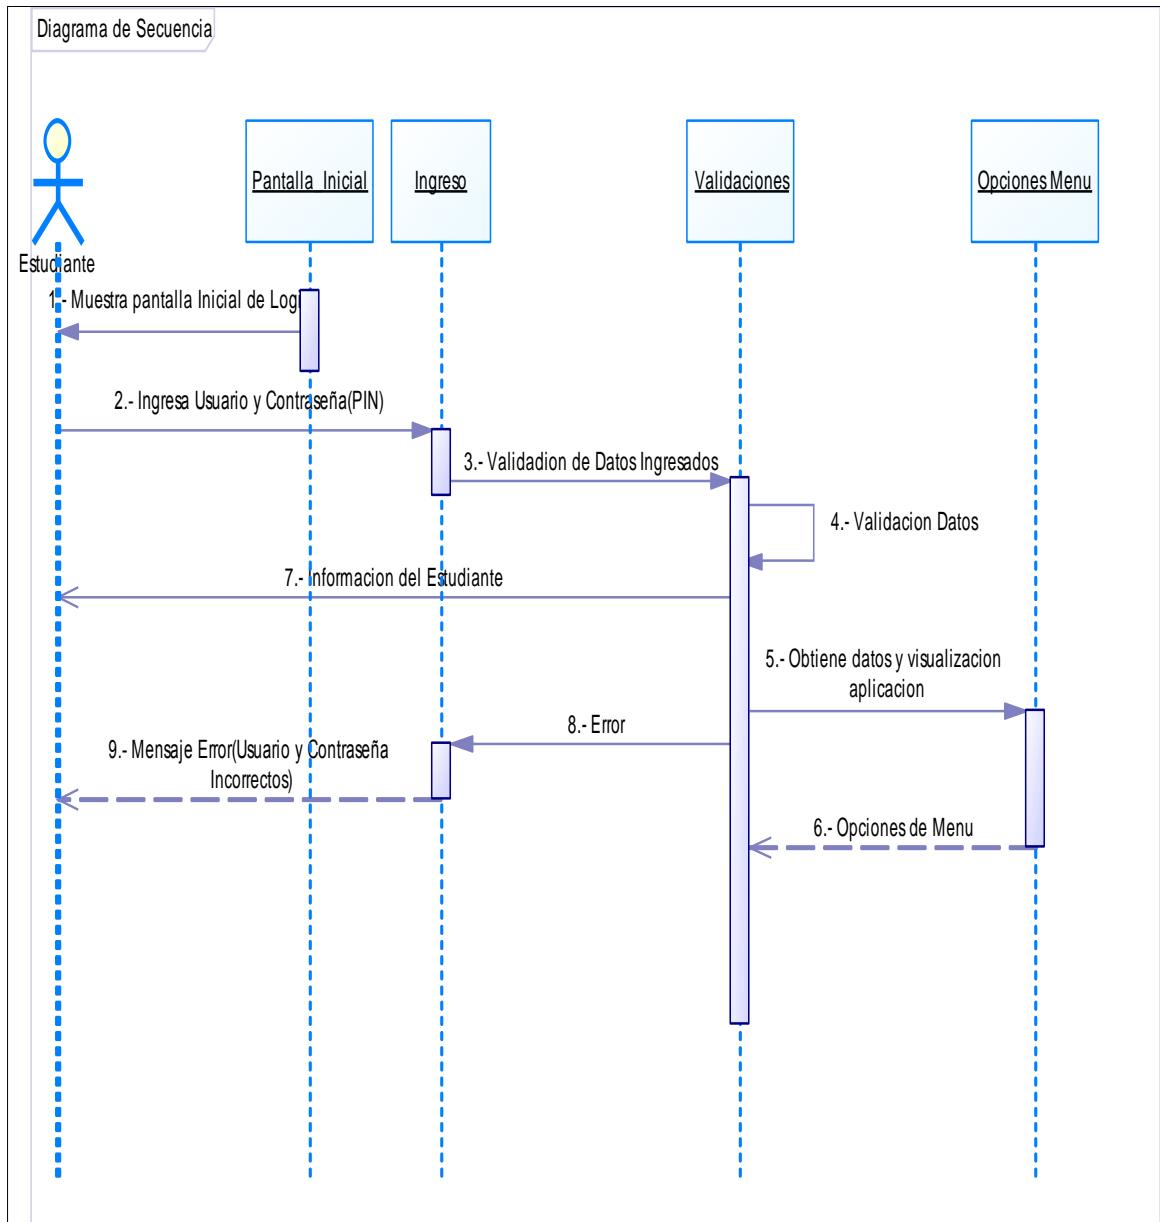 Diagrama de Secuencia
Pantalla_Inicial
Ingreso
Validaciones
Opciones Menu
Estudiante
1.- Muestra pantalla Inicial de Logi
2.- Ingresa Usuario y Contraseña(PIN)
3.- Validadion de Datos Ingresados
4.- Validacion Datos
7.- Informacion del Estudiante
5.- Obtiene datos y visualizacion
aplicacion
8.- Error
9.- Mensaje Error(Usuario y Contraseña
Incorrectos)
6.- Opciones de Menu